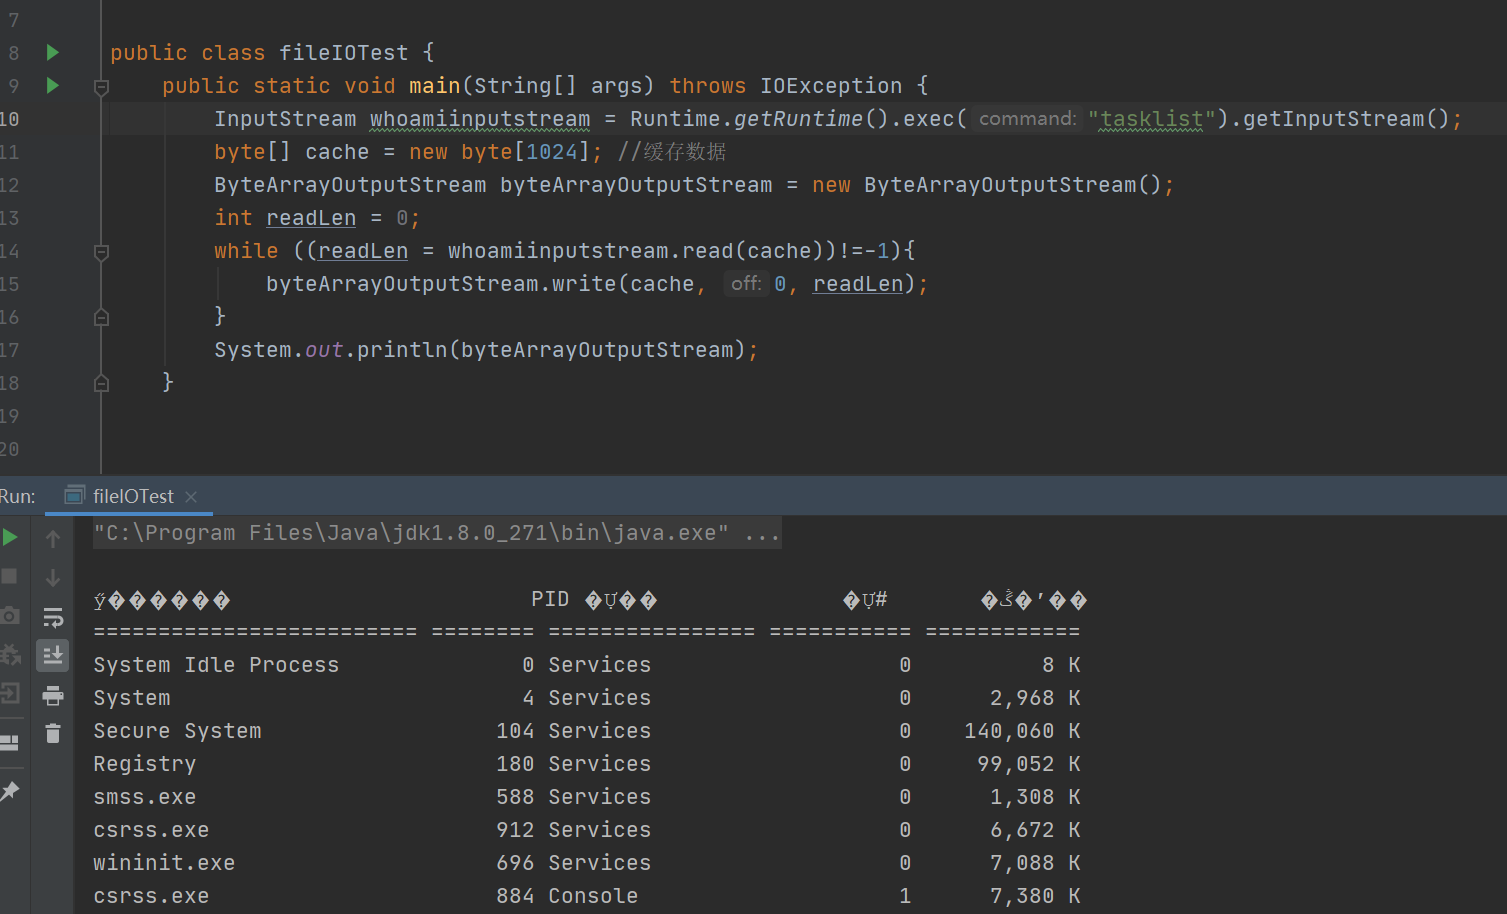 7
8 public class fileIOTest {
9 public static void main(String[] args) throws IOException {
10 InputStream whoamiinputstream = Runtime.getRuntime().exec( command: "tasklist").getInputStream();
11 byte[] cache = new byte[1024]; //缓存数据
12 ByteArrayOutputStream byteArrayOutputStream = new ByteArrayOutputStream();
13 int readLen = 0;
14 while ((readLen = whoamiinputstream.read(cache))!=-1){
15 byteArrayOutputStream.write(cache, off: 0, readLen);
16 }
17 System.out.println(byteArrayOutputStream);
18 }
19
20
Run: fileIOTest ×
"C:\Program Files\Java\jdk1.8.0_271\bin\java.exe" ...
PID
========================= ======== ================ =========== ============
System Idle Process 0 Services 0 8 K
System 4 Services 0 2,968 K
Secure System 104 Services 0 140,060 K
Registry 180 Services 0 99,052 K
smss.exe 588 Services 0 1,308 K
csrss.exe 912 Services 0 6,672 K
wininit.exe 696 Services 0 7,088 K
csrss.exe 884 Console 1 7,380 K